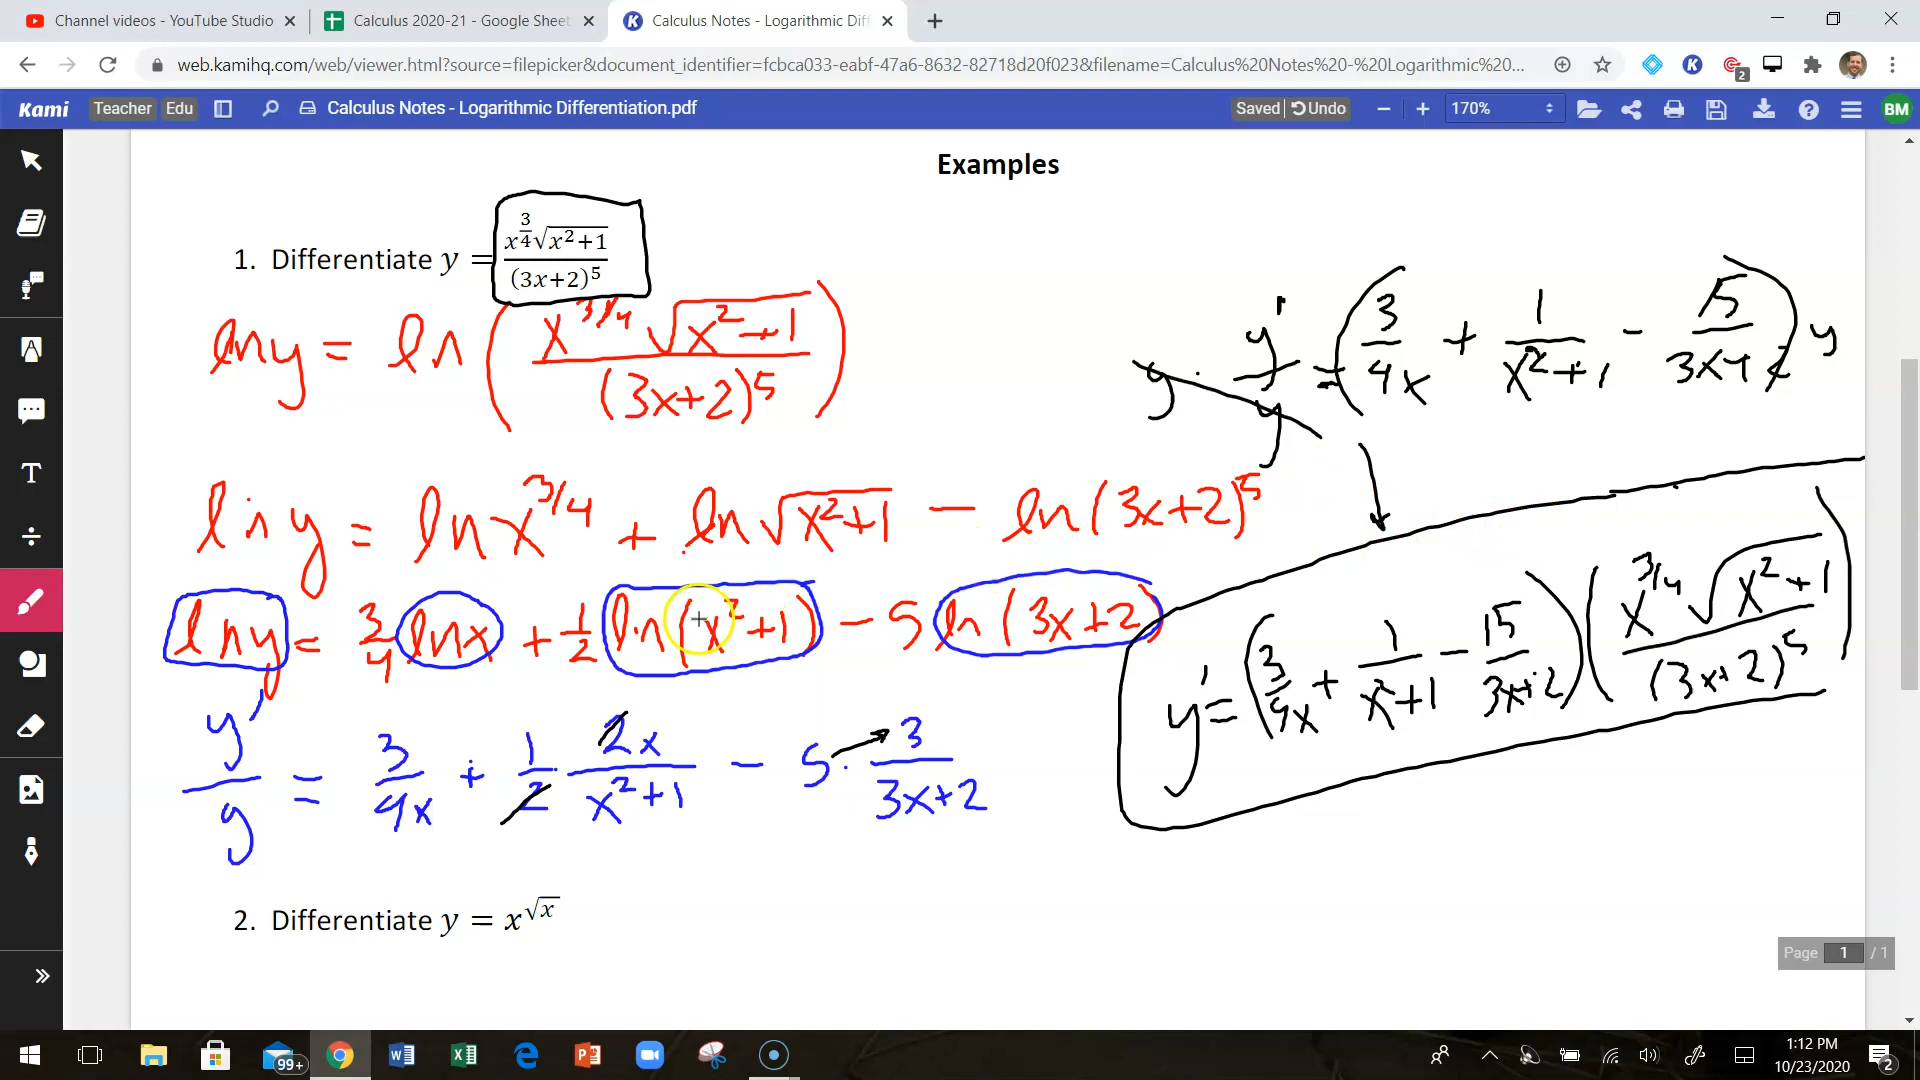 Channel videos - YouTube Studio
Calculus 2020-21 - Google Sheet
Calculus Notes - Logarithmic Diff
web.kamihq.com/web/viewer.html?source=filepicker&document_identifier=fcbca033-eabf-47a6-8632-82718d20f023&filename=Calculus%20Notes%20-%20Logarithmic%20...
2
Kami Teacher Edu Calculus Notes - Logarithmic Differentiation.pdf Saved Undo 170% BM
Examples
1. Differentiate y = x^(3/4)√(x²+1) / (3x+2)^5
ln y = ln ( x^(3/4) √(x²+1) / (3x+2)^5 )
y · y'/y = ( 3/4x + 1/(x²+1) - 15/(3x+2) ) y
ln y = ln x^(3/4) + ln √(x²+1) - ln (3x+2)^5
ln y = 3/4 ln x + 1/2 ln (x²+1) - 5 ln (3x+2)
y' = ( 3/4x + 1/(x²+1) - 15/(3x+2) ) ( x^(3/4) √(x²+1) / (3x+2)^5 )
y'/y = 3/4x + 1/2 · 2x/(x²+1) - 5 · 3/(3x+2)
2. Differentiate y = x^√x
Page 1 / 1
99+
1:12 PM
10/23/2020
2